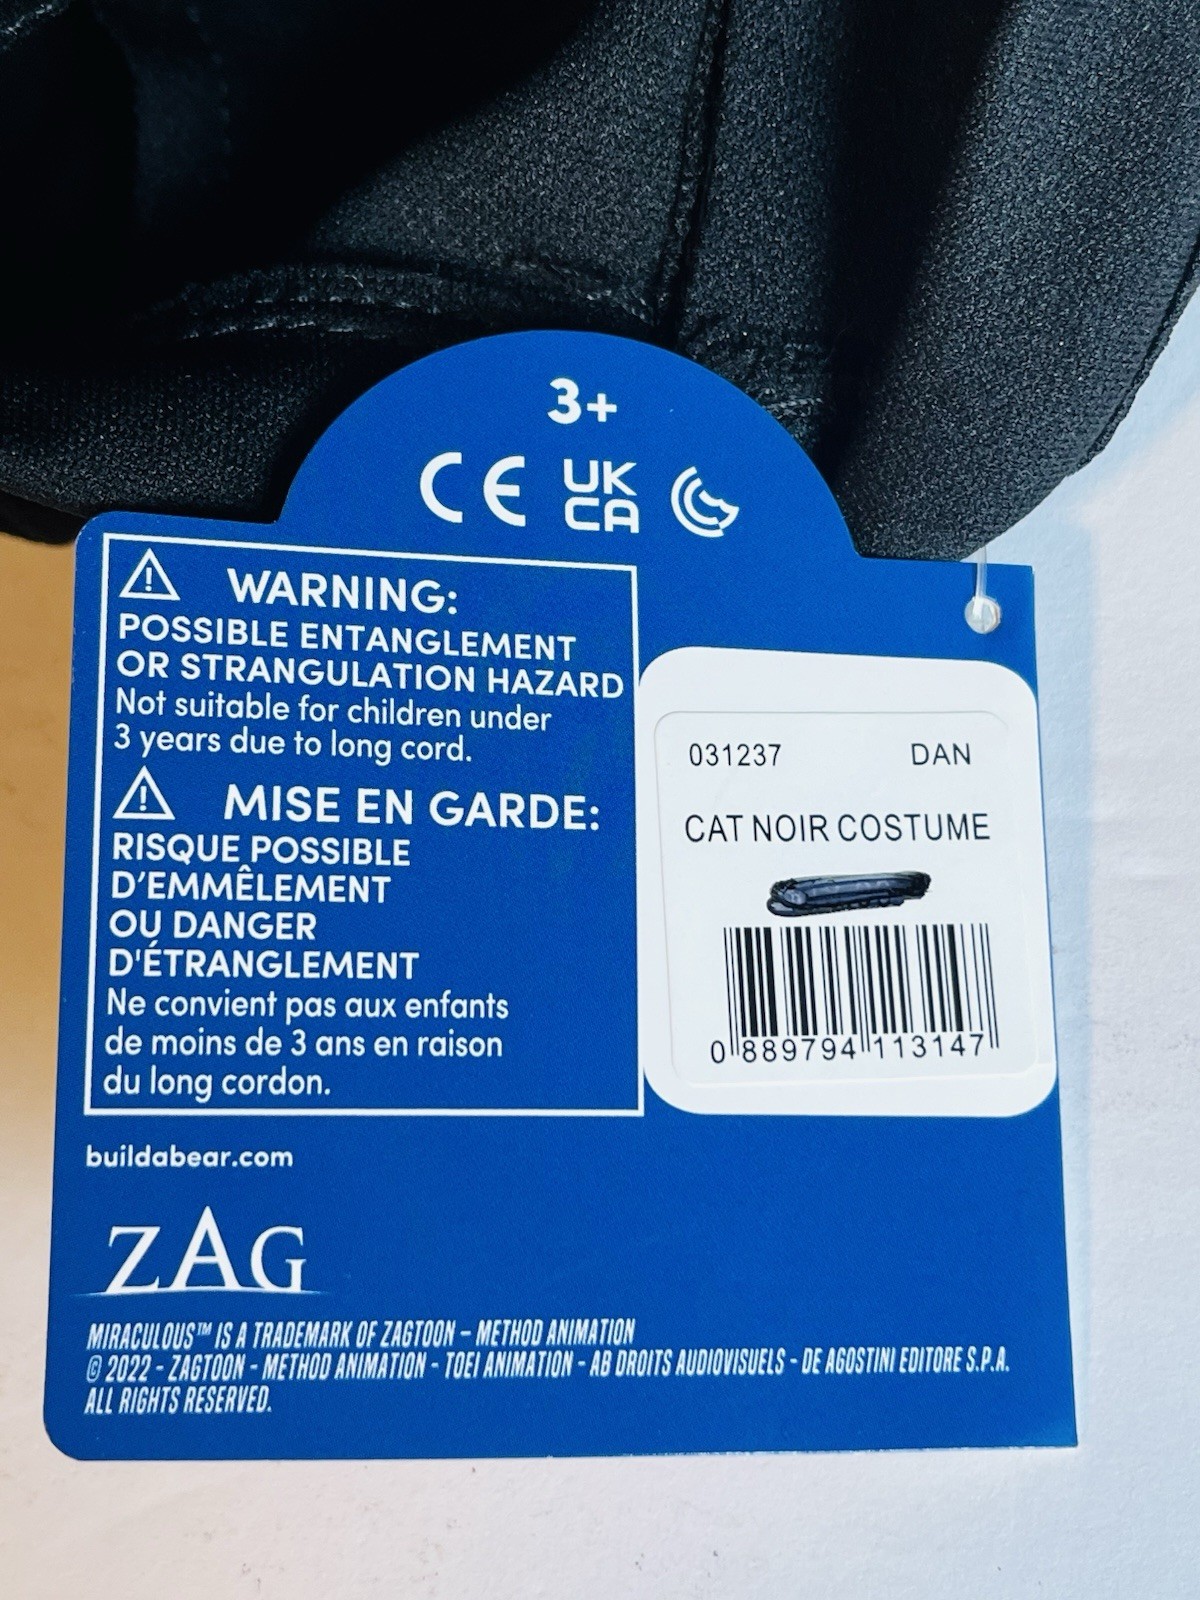 3+
CE UK
CA
WARNING:
POSSIBLE ENTANGLEMENT
OR STRANGULATION HAZARD
Not suitable for children under
3 years due to long cord.
MISE EN GARDE:
RISQUE POSSIBLE
D'EMMÊLEMENT
OU DANGER
D'ÉTRANGLEMENT
Ne convient pas aux enfants
de moins de 3 ans en raison
du long cordon.
031237 DAN
CAT NOIR COSTUME
0 889794 113147
buildabear.com
ZAG
MIRACULOUS™ IS A TRADEMARK OF ZAGTOON – METHOD ANIMATION
© 2022 - ZAGTOON - METHOD ANIMATION - TOEI ANIMATION - AB DROITS AUDIOVISUELS - DE AGOSTINI EDITORE S.P.A.
ALL RIGHTS RESERVED.